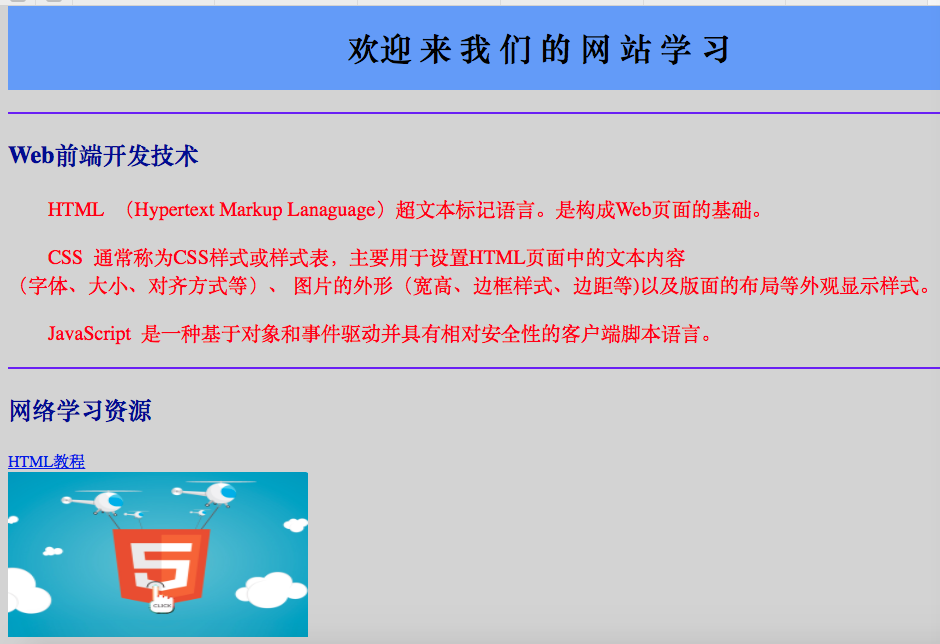 欢迎 来 我 们 的 网 站 学 习
Web前端开发技术
HTML （Hypertext Markup Lanaguage）超文本标记语言。是构成Web页面的基础。
CSS 通常称为CSS样式或样式表，主要用于设置HTML页面中的文本内容
（字体、大小、对齐方式等）、 图片的外形（宽高、边框样式、边距等)以及版面的布局等外观显示样式。
JavaScript 是一种基于对象和事件驱动并具有相对安全性的客户端脚本语言。
网络学习资源
HTML教程
5
CLICK